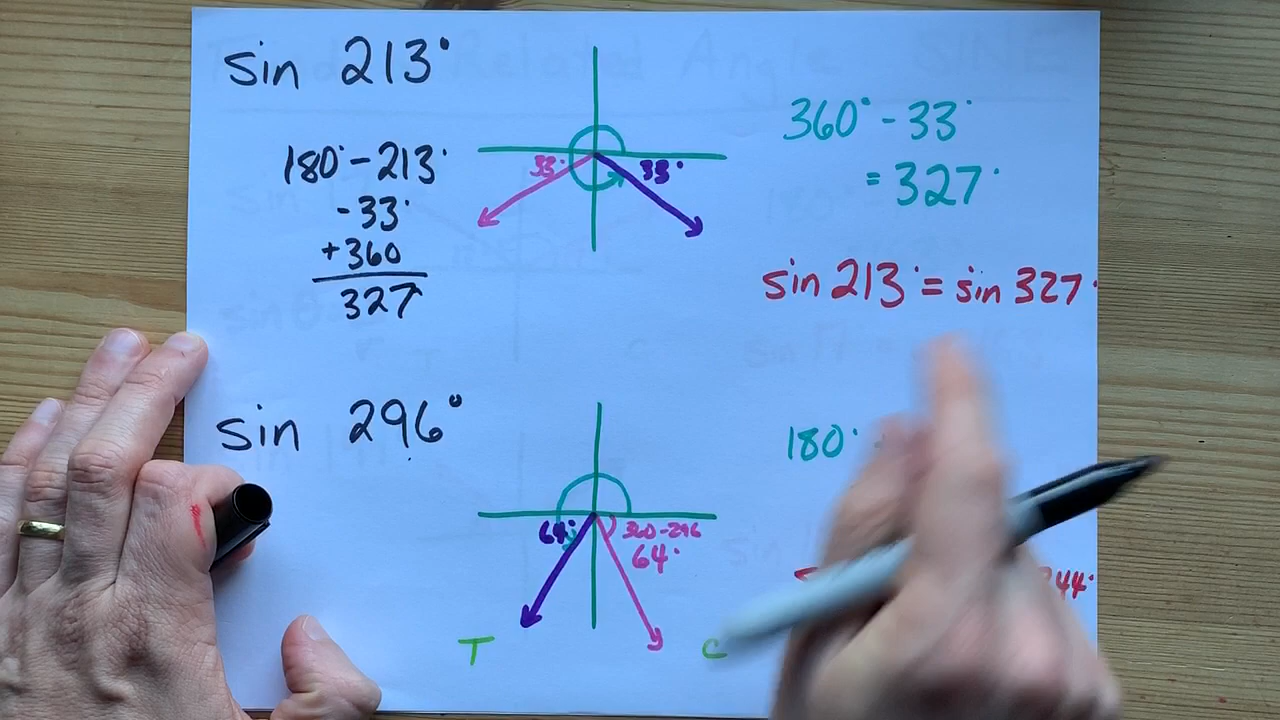 sin 213°
180° - 213°
- 33°
+ 360
327
33° 33°
360° - 33°
= 327°
sin 213° = sin 327°
sin 296°
64° 360-296
64°
T C
180°
44°